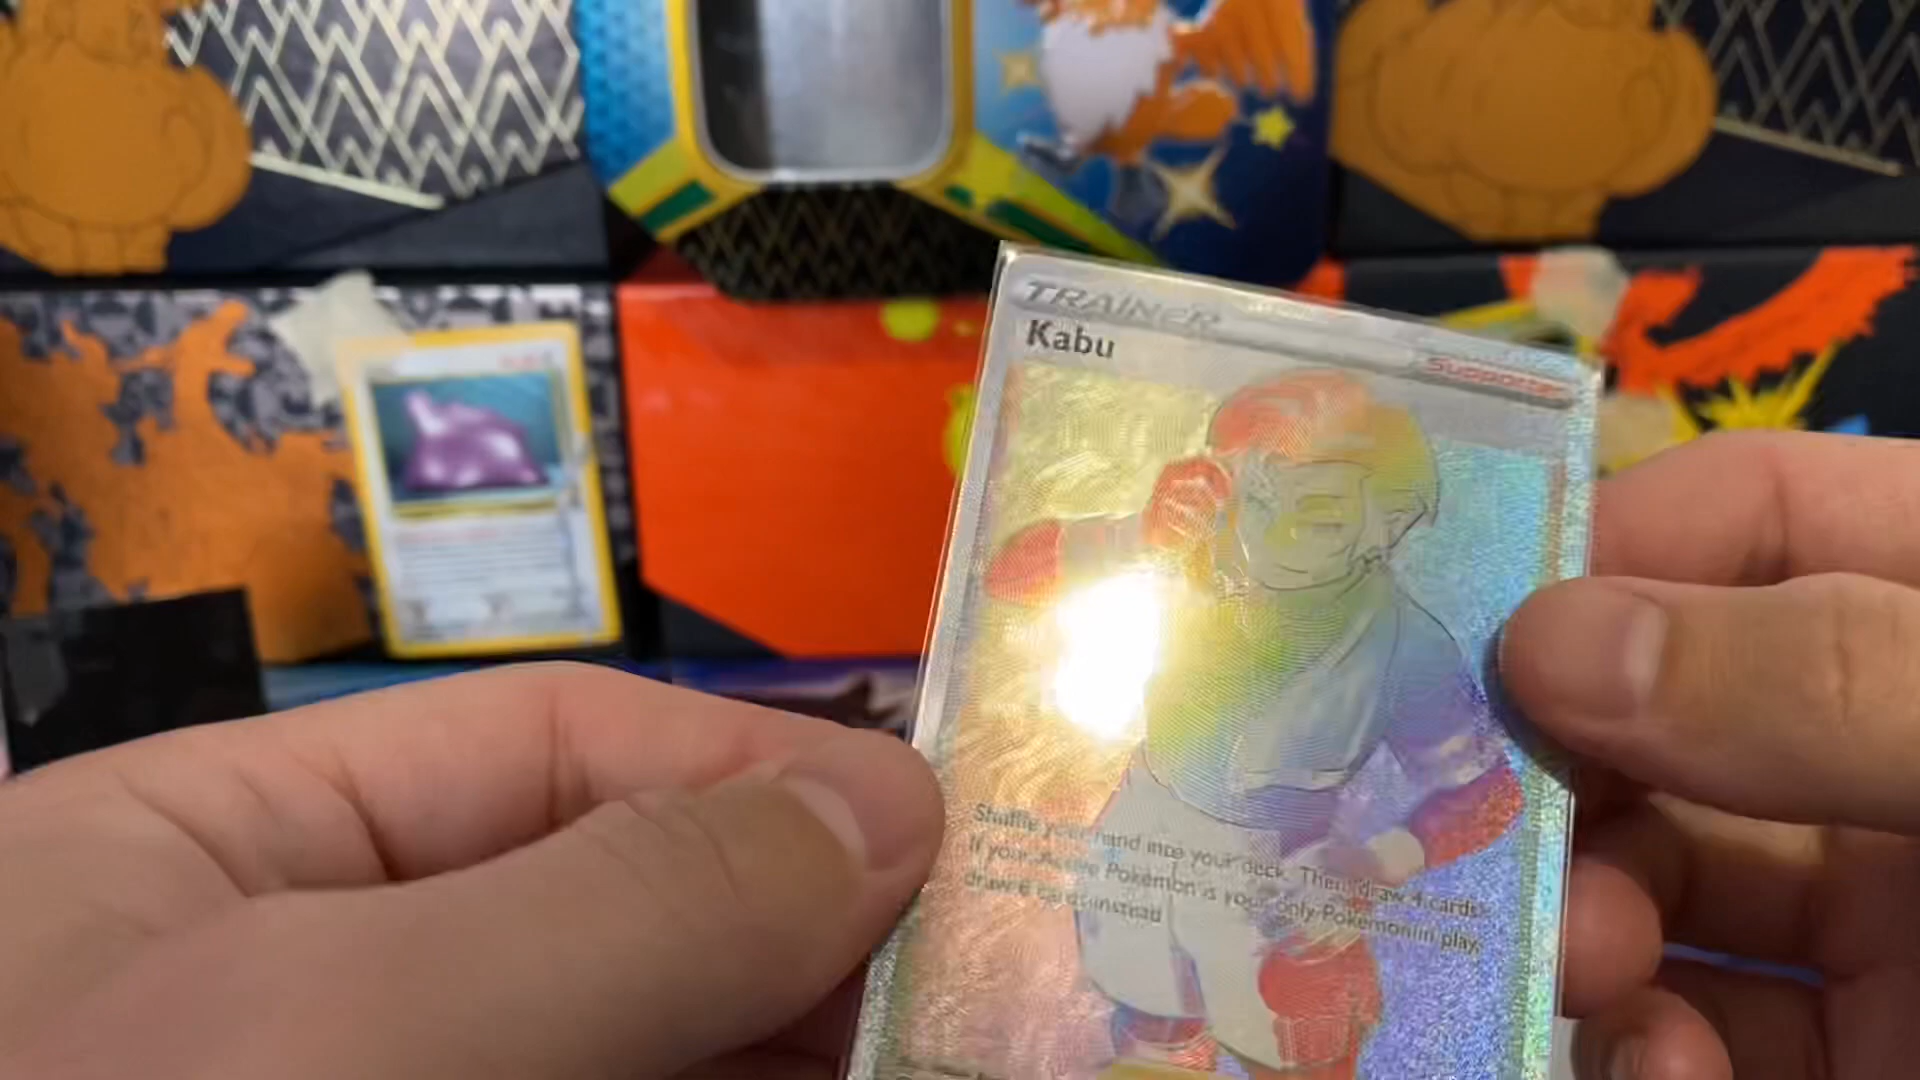 TRAINER
Kabu
Supporter
Shuffle your hand into your deck. Then, draw 4 cards.
If your Active Pokémon is your only Pokémon in play,
draw 6 cards instead.